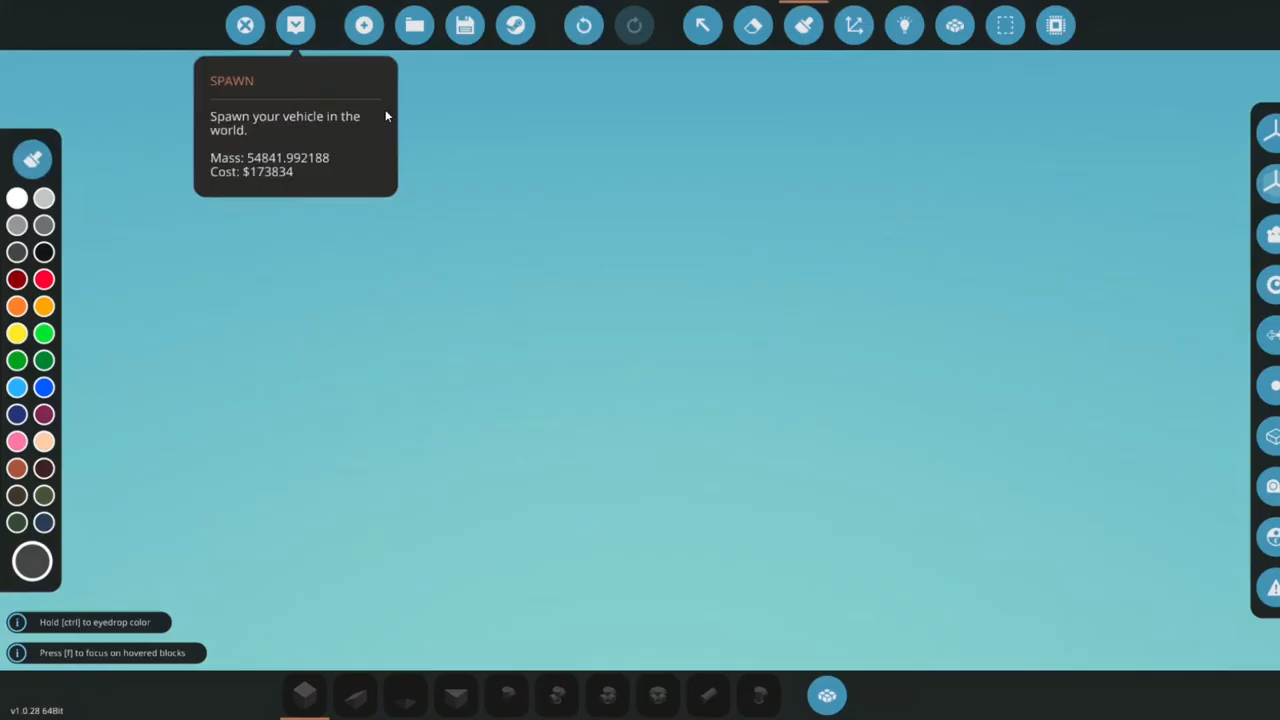 SPAWN
Spawn your vehicle in the
world.
Mass: 54841.992188
Cost: $173834
Hold [ctrl] to eyedrop color
Press [f] to focus on hovered blocks
v1.0.28 64Bit